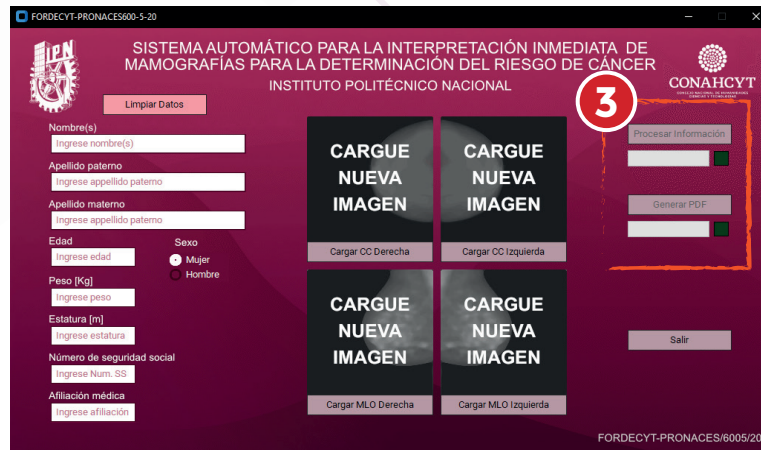 FORDECYT-PRONACES600-5-20
SISTEMA AUTOMÁTICO PARA LA INTERPRETACIÓN INMEDIATA DE
MAMOGRAFÍAS PARA LA DETERMINACIÓN DEL RIESGO DE CÁNCER
INSTITUTO POLITÉCNICO NACIONAL
IPN
CONAHCYT
3
Limpiar Datos
Nombre(s)
Ingrese nombre(s)
Apellido paterno
Ingrese appellido paterno
Apellido materno
Ingrese appellido paterno
Edad
Ingrese edad
Sexo
Mujer
Hombre
Peso [Kg]
Ingrese peso
Estatura [m]
Ingrese estatura
Número de seguridad social
Ingrese Num. SS
Afiliación médica
Ingrese afiliación
CARGUE
NUEVA
IMAGEN
Cargar CC Derecha
CARGUE
NUEVA
IMAGEN
Cargar CC Izquierda
CARGUE
NUEVA
IMAGEN
Cargar MLO Derecha
CARGUE
NUEVA
IMAGEN
Cargar MLO Izquierda
Procesar Información
Generar PDF
Salir
FORDECYT-PRONACES/6005/20